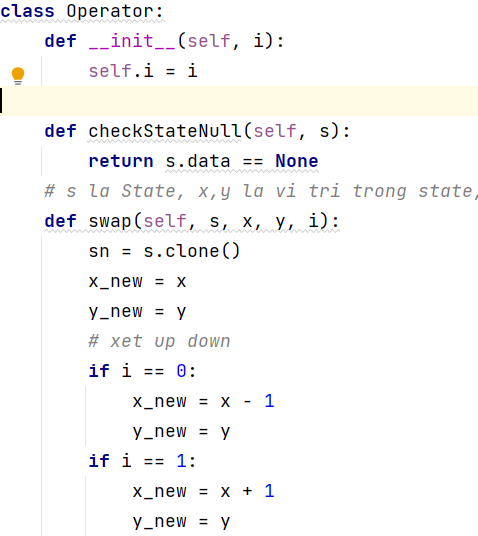 class Operator:
    def __init__(self, i):
        self.i = i
    def checkStateNull(self, s):
        return s.data == None
    # s la State, x,y la vi tri trong state,
    def swap(self, s, x, y, i):
        sn = s.clone()
        x_new = x
        y_new = y
        # xet up down
        if i == 0:
            x_new = x - 1
            y_new = y
        if i == 1:
            x_new = x + 1
            y_new = y